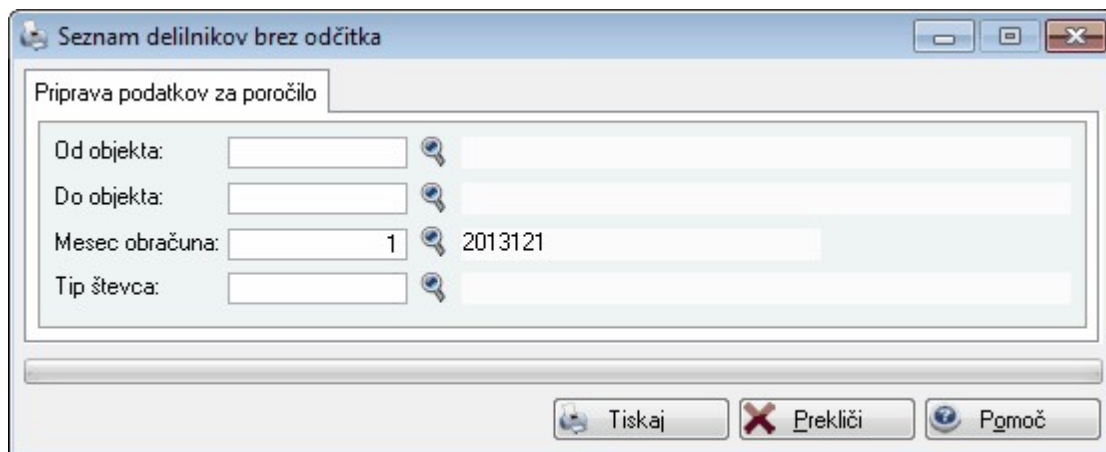 Seznam delilnikov brez odčitka
Priprava podatkov za poročilo
Od objekta:
Do objekta:
Mesec obračuna: 1 2013121
Tip števca:
Tiskaj Prekliči Pomoč